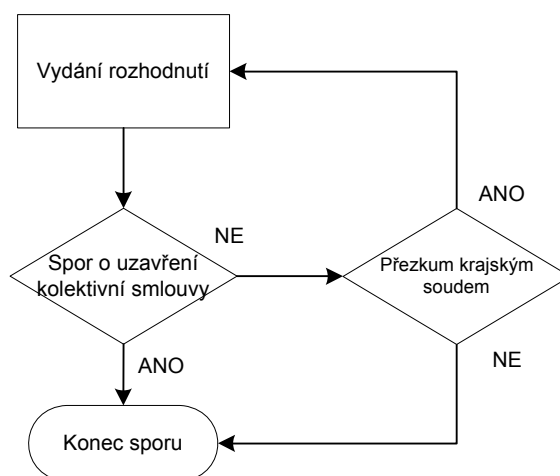 Vydání rozhodnutí
ANO
NE
Spor o uzavření
kolektivní smlouvy
Přezkum krajským
soudem
ANO
NE
Konec sporu